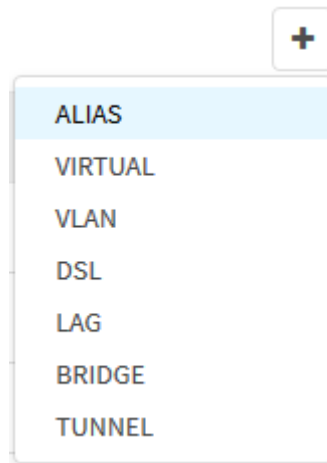 ALIAS
VIRTUAL
VLAN
DSL
LAG
BRIDGE
TUNNEL